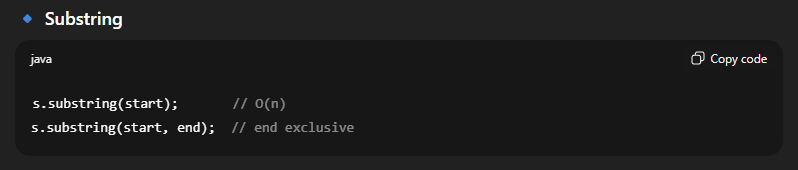 Substring
java
Copy code
s.substring(start);       // O(n)
s.substring(start, end);  // end exclusive